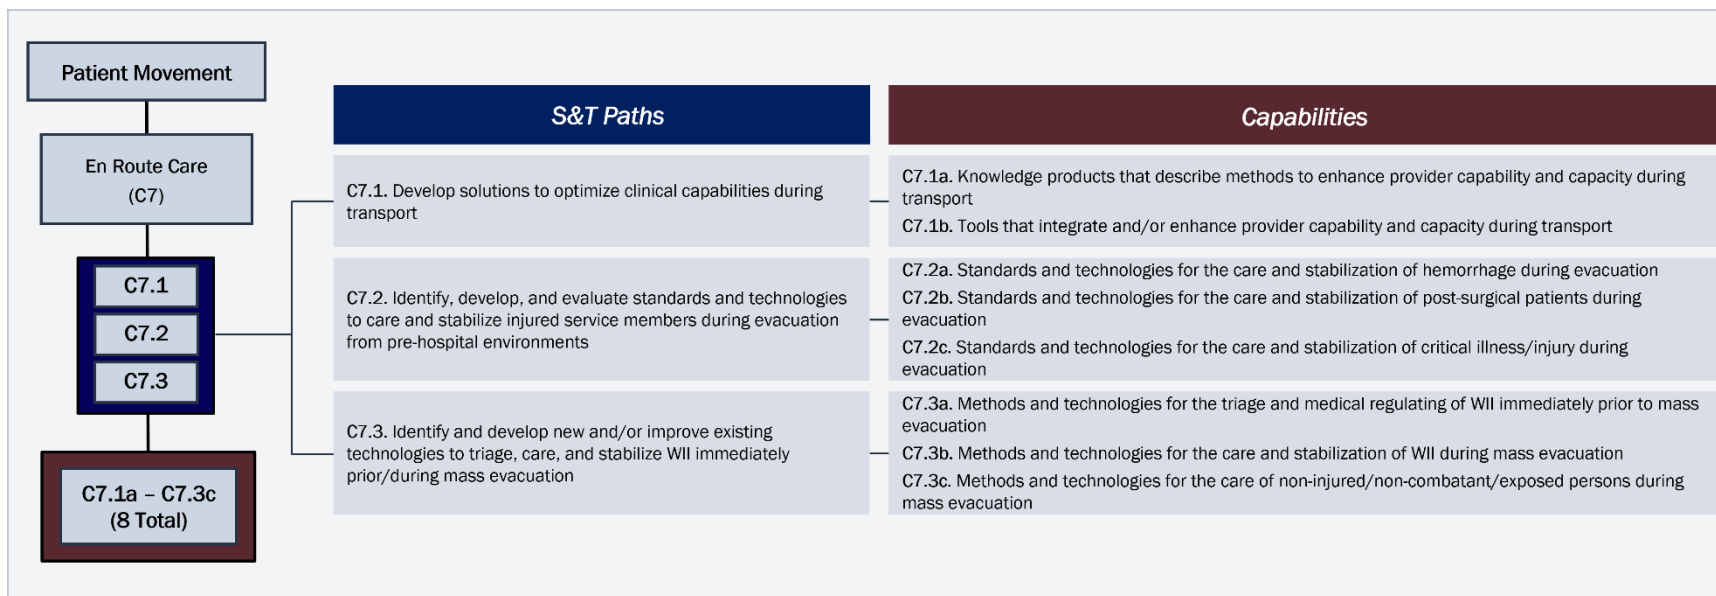 Patient Movement
En Route Care
(C7)
C7.1
C7.2
C7.3
C7.1a – C7.3c
(8 Total)
S&T Paths
Capabilities
C7.1. Develop solutions to optimize clinical capabilities during
transport
C7.1a. Knowledge products that describe methods to enhance provider capability and capacity during
transport
C7.1b. Tools that integrate and/or enhance provider capability and capacity during transport
C7.2. Identify, develop, and evaluate standards and technologies
to care and stabilize injured service members during evacuation
from pre-hospital environments
C7.2a. Standards and technologies for the care and stabilization of hemorrhage during evacuation
C7.2b. Standards and technologies for the care and stabilization of post-surgical patients during
evacuation
C7.2c. Standards and technologies for the care and stabilization of critical illness/injury during
evacuation
C7.3. Identify and develop new and/or improve existing
technologies to triage, care, and stabilize WII immediately
prior/during mass evacuation
C7.3a. Methods and technologies for the triage and medical regulating of WII immediately prior to mass
evacuation
C7.3b. Methods and technologies for the care and stabilization of WII during mass evacuation
C7.3c. Methods and technologies for the care of non-injured/non-combatant/exposed persons during
mass evacuation